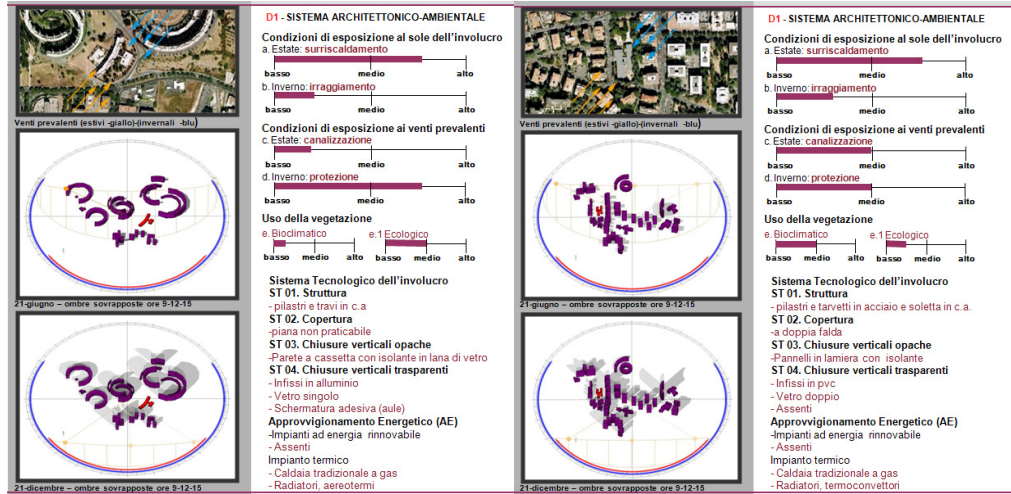 D1 - SISTEMA ARCHITETTONICO-AMBIENTALE
Condizioni di esposizione al sole dell'involucro
a. Estate: surriscaldamento
basso medio alto
b. Inverno: irraggiamento
basso medio alto
Venti prevalenti (estivi -giallo)-(invernali -blu)
Condizioni di esposizione ai venti prevalenti
c. Estate: canalizzazione
basso medio alto
d. Inverno: protezione
basso medio alto
Uso della vegetazione
e. Bioclimatico e.1 Ecologico
basso medio alto basso medio alto
21-giugno – ombre sovrapposte ore 9-12-15
Sistema Tecnologico dell'involucro
ST 01. Struttura
- pilastri e travi in c.a
ST 02. Copertura
-piana non praticabile
ST 03. Chiusure verticali opache
-Parete a cassetta con isolante in lana di vetro
ST 04. Chiusure verticali trasparenti
- Infissi in alluminio
- Vetro singolo
- Schermatura adesiva (aule)
Approvvigionamento Energetico (AE)
-Impianti ad energia rinnovabile
- Assenti
Impianto termico
- Caldaia tradizionale a gas
- Radiatori, aereotermi
21-dicembre – ombre sovrapposte ore 9-12-15
D1 - SISTEMA ARCHITETTONICO-AMBIENTALE
Condizioni di esposizione al sole dell'involucro
a. Estate: surriscaldamento
basso medio alto
b. Inverno: irraggiamento
basso medio alto
Venti prevalenti (estivi -giallo)-(invernali -blu)
Condizioni di esposizione ai venti prevalenti
c. Estate: canalizzazione
basso medio alto
d. Inverno: protezione
basso medio alto
Uso della vegetazione
e. Bioclimatico e.1 Ecologico
basso medio alto basso medio alto
21-giugno – ombre sovrapposte ore 9-12-15
Sistema Tecnologico dell'involucro
ST 01. Struttura
- pilastri e tarvetti in acciaio e soletta in c.a.
ST 02. Copertura
-a doppia falda
ST 03. Chiusure verticali opache
-Pannelli in lamiera con isolante
ST 04. Chiusure verticali trasparenti
- Infissi in pvc
- Vetro doppio
- Assenti
Approvvigionamento Energetico (AE)
-Impianti ad energia rinnovabile
- Assenti
Impianto termico
- Caldaia tradizionale a gas
- Radiatori, termoconvettori
21-dicembre – ombre sovrapposte ore 9-12-15